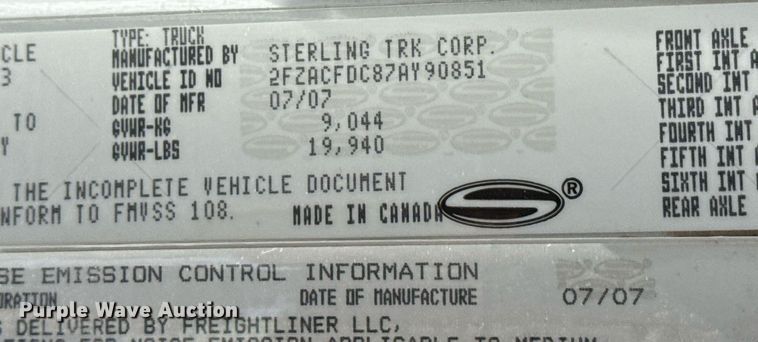 TYPE: TRUCK
CLE MANUFACTURED BY STERLING TRK CORP. FRONT AXLE
3 VEHICLE ID NO 2FZACFDC87AY90851 FIRST INT A
DATE OF MFR 07/07 SECOND INT
TO GVWR-KG 9,044 THIRD INT A
Y GVWR-LBS 19,940 FOURTH INT
FIFTH INT
THE INCOMPLETE VEHICLE DOCUMENT SIXTH INT
NFORM TO FMVSS 108. MADE IN CANADA ® REAR AXLE
SE EMISSION CONTROL INFORMATION
ORATION DATE OF MANUFACTURE 07/07
Purple Wave Auction
S DELIVERED BY FREIGHTLINER LLC,